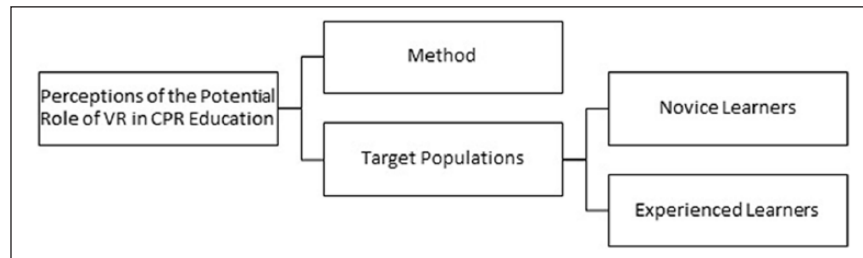 Method
Perceptions of the Potential
Role of VR in CPR Education
Novice Learners
Target Populations
Experienced Learners